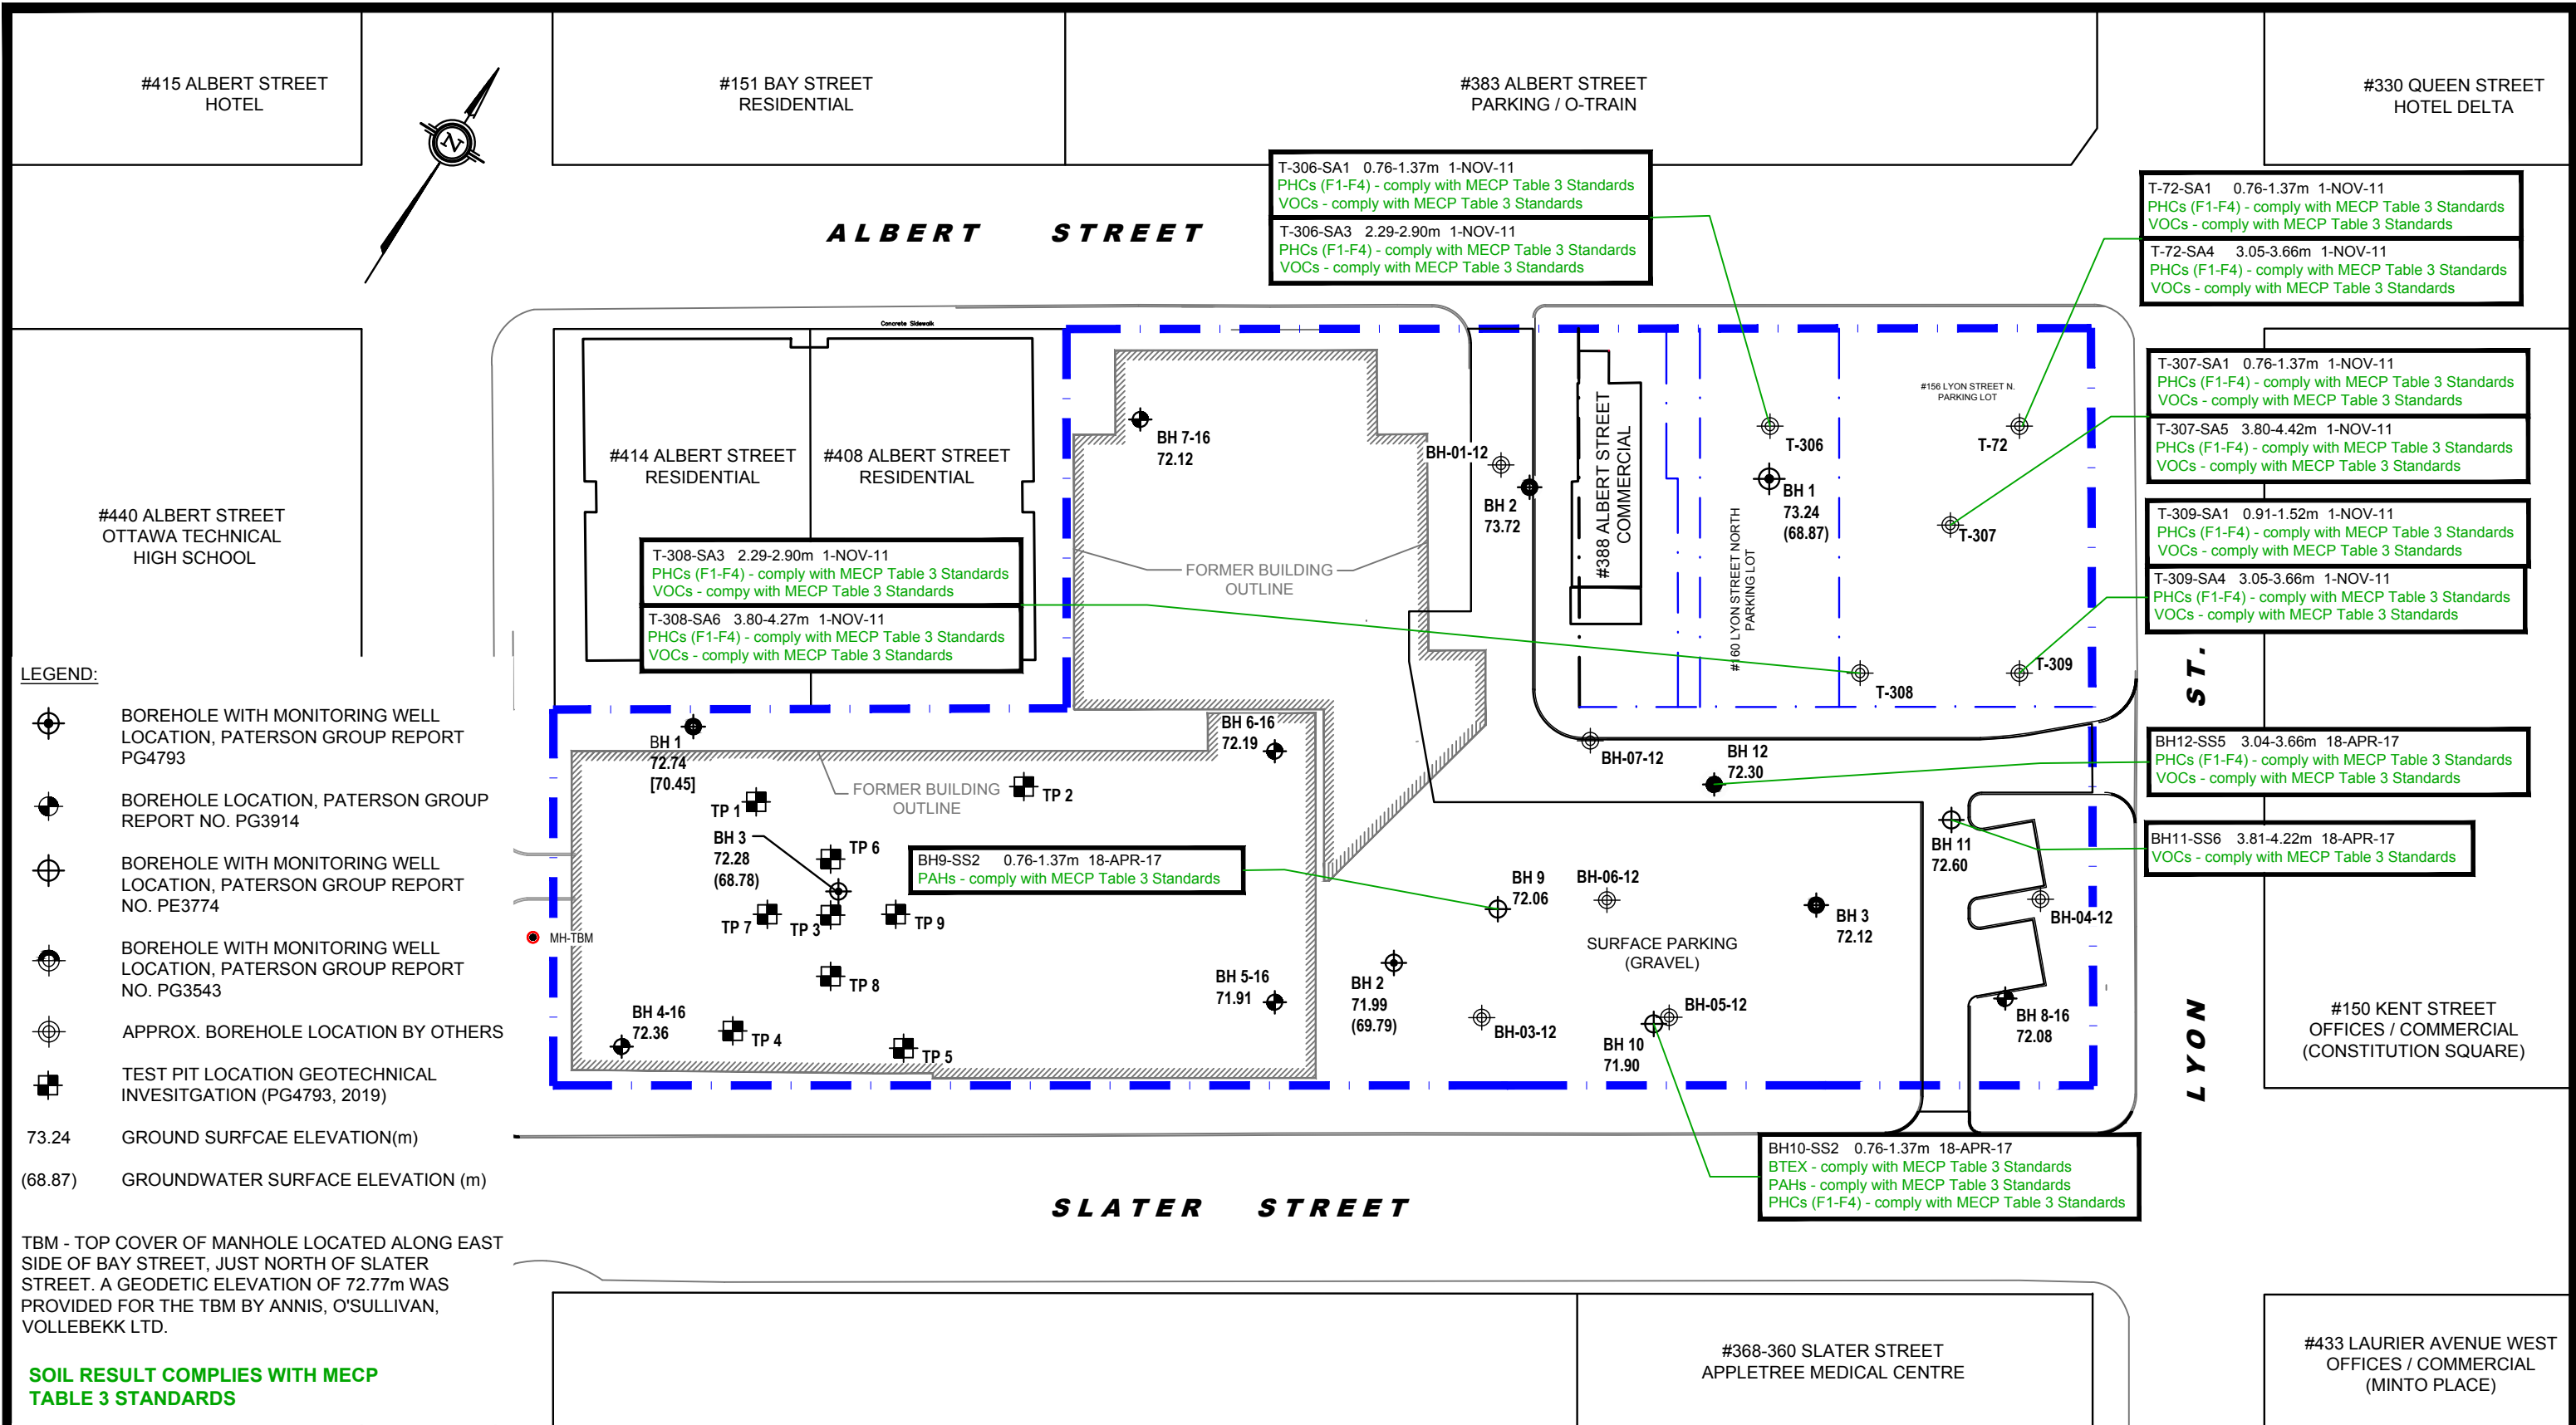 #415 ALBERT STREET
HOTEL
#151 BAY STREET
RESIDENTIAL
#383 ALBERT STREET
PARKING / O-TRAIN
#330 QUEEN STREET
HOTEL DELTA
N
ALBERT STREET
T-306-SA1 0.76-1.37m 1-NOV-11
PHCs (F1-F4) - comply with MECP Table 3 Standards
VOCs - comply with MECP Table 3 Standards
T-306-SA3 2.29-2.90m 1-NOV-11
PHCs (F1-F4) - comply with MECP Table 3 Standards
VOCs - comply with MECP Table 3 Standards
T-72-SA1 0.76-1.37m 1-NOV-11
PHCs (F1-F4) - comply with MECP Table 3 Standards
VOCs - comply with MECP Table 3 Standards
T-72-SA4 3.05-3.66m 1-NOV-11
PHCs (F1-F4) - comply with MECP Table 3 Standards
VOCs - comply with MECP Table 3 Standards
Concrete Sidewalk
T-307-SA1 0.76-1.37m 1-NOV-11
PHCs (F1-F4) - comply with MECP Table 3 Standards
VOCs - comply with MECP Table 3 Standards
T-307-SA5 3.80-4.42m 1-NOV-11
PHCs (F1-F4) - comply with MECP Table 3 Standards
VOCs - comply with MECP Table 3 Standards
#156 LYON STREET N.
PARKING LOT
BH 7-16
72.12
#414 ALBERT STREET
RESIDENTIAL
#408 ALBERT STREET
RESIDENTIAL
BH-01-12
BH 2
73.72
#388 ALBERT STREET
COMMERCIAL
T-306
BH 1
73.24
(68.87)
T-72
T-307
#160 LYON STREET NORTH
PARKING LOT
#440 ALBERT STREET
OTTAWA TECHNICAL
HIGH SCHOOL
T-309-SA1 0.91-1.52m 1-NOV-11
PHCs (F1-F4) - comply with MECP Table 3 Standards
VOCs - comply with MECP Table 3 Standards
T-309-SA4 3.05-3.66m 1-NOV-11
PHCs (F1-F4) - comply with MECP Table 3 Standards
VOCs - comply with MECP Table 3 Standards
T-308-SA3 2.29-2.90m 1-NOV-11
PHCs (F1-F4) - comply with MECP Table 3 Standards
VOCs - compy with MECP Table 3 Standards
T-308-SA6 3.80-4.27m 1-NOV-11
PHCs (F1-F4) - comply with MECP Table 3 Standards
VOCs - comply with MECP Table 3 Standards
FORMER BUILDING
OUTLINE
T-308
T-309
LYON ST.
BH 1
72.74
[70.45]
BH 6-16
72.19
BH-07-12
BH 12
72.30
BH12-SS5 3.04-3.66m 18-APR-17
PHCs (F1-F4) - comply with MECP Table 3 Standards
VOCs - comply with MECP Table 3 Standards
FORMER BUILDING
OUTLINE
TP 1
TP 2
BH 3
72.28
(68.78)
TP 6
TP 7
TP 3
TP 9
TP 8
MH-TBM
BH9-SS2 0.76-1.37m 18-APR-17
PAHs - comply with MECP Table 3 Standards
BH 9
72.06
BH-06-12
BH 11
72.60
BH11-SS6 3.81-4.22m 18-APR-17
VOCs - comply with MECP Table 3 Standards
BH-04-12
BH 3
72.12
SURFACE PARKING
(GRAVEL)
BH 5-16
71.91
BH 2
71.99
(69.79)
BH-03-12
BH-05-12
BH 10
71.90
BH 8-16
72.08
BH 4-16
72.36
TP 4
TP 5
#150 KENT STREET
OFFICES / COMMERCIAL
(CONSTITUTION SQUARE)
BH10-SS2 0.76-1.37m 18-APR-17
BTEX - comply with MECP Table 3 Standards
PAHs - comply with MECP Table 3 Standards
PHCs (F1-F4) - comply with MECP Table 3 Standards
SLATER STREET
#368-360 SLATER STREET
APPLETREE MEDICAL CENTRE
#433 LAURIER AVENUE WEST
OFFICES / COMMERCIAL
(MINTO PLACE)
LEGEND:
BOREHOLE WITH MONITORING WELL
LOCATION, PATERSON GROUP REPORT
PG4793
BOREHOLE LOCATION, PATERSON GROUP
REPORT NO. PG3914
BOREHOLE WITH MONITORING WELL
LOCATION, PATERSON GROUP REPORT
NO. PE3774
BOREHOLE WITH MONITORING WELL
LOCATION, PATERSON GROUP REPORT
NO. PG3543
APPROX. BOREHOLE LOCATION BY OTHERS
TEST PIT LOCATION GEOTECHNICAL
INVESITGATION (PG4793, 2019)
73.24 GROUND SURFCAE ELEVATION(m)
(68.87) GROUNDWATER SURFACE ELEVATION (m)
TBM - TOP COVER OF MANHOLE LOCATED ALONG EAST
SIDE OF BAY STREET, JUST NORTH OF SLATER
STREET. A GEODETIC ELEVATION OF 72.77m WAS
PROVIDED FOR THE TBM BY ANNIS, O'SULLIVAN,
VOLLEBEKK LTD.
SOIL RESULT COMPLIES WITH MECP
TABLE 3 STANDARDS